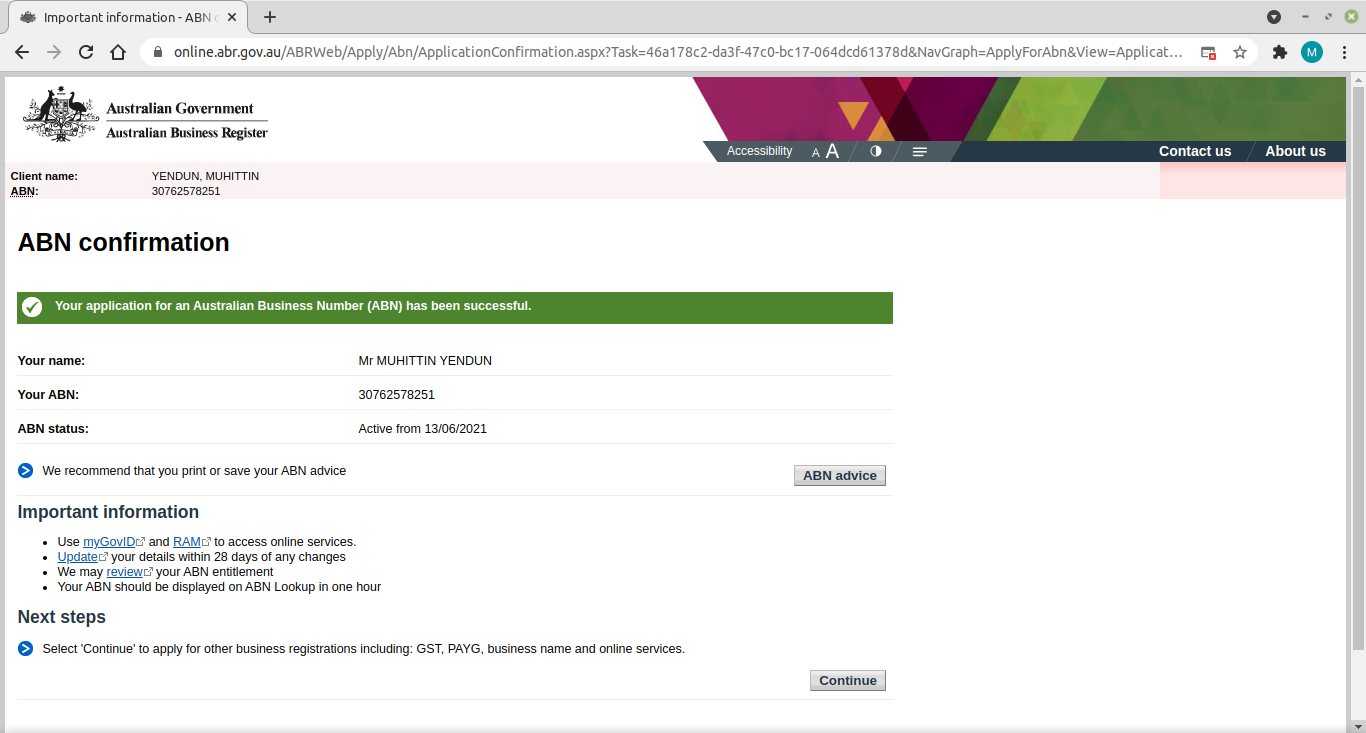 Important information - ABN c
online.abr.gov.au/ABRWeb/Apply/Abn/ApplicationConfirmation.aspx?Task=46a178c2-da3f-47c0-bc17-064dcd61378d&NavGraph=ApplyForAbn&View=Applicat...
M
Australian Government
Australian Business Register
Accessibility A A
Contact us About us
Client name: YENDUN, MUHITTIN
ABN: 30762578251
ABN confirmation
Your application for an Australian Business Number (ABN) has been successful.
Your name: Mr MUHITTIN YENDUN
Your ABN: 30762578251
ABN status: Active from 13/06/2021
We recommend that you print or save your ABN advice
ABN advice
Important information
• Use myGovID and RAM to access online services.
• Update your details within 28 days of any changes
• We may review your ABN entitlement
• Your ABN should be displayed on ABN Lookup in one hour
Next steps
Select 'Continue' to apply for other business registrations including: GST, PAYG, business name and online services.
Continue